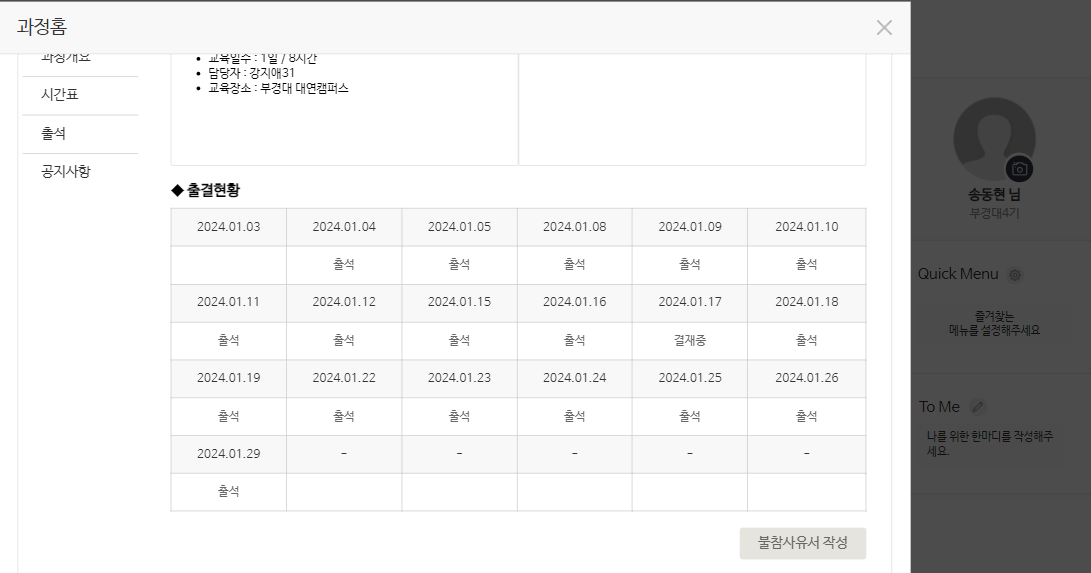 과정홈
과정개요
시간표
출석
공지사항
• 교육일수 : 1일 / 8시간
• 담당자 : 강지애31
• 교육장소 : 부경대 대연캠퍼스
◆ 출결현황
2024.01.03 2024.01.04 2024.01.05 2024.01.08 2024.01.09 2024.01.10
출석 출석 출석 출석 출석
2024.01.11 2024.01.12 2024.01.15 2024.01.16 2024.01.17 2024.01.18
출석 출석 출석 출석 결재중 출석
2024.01.19 2024.01.22 2024.01.23 2024.01.24 2024.01.25 2024.01.26
출석 출석 출석 출석 출석 출석
2024.01.29 - - - - -
출석
불참사유서 작성
송동현 님
부경대4기
Quick Menu
즐겨찾는
메뉴를 설정해주세요
To Me
나를 위한 한마디를 작성해주
세요.